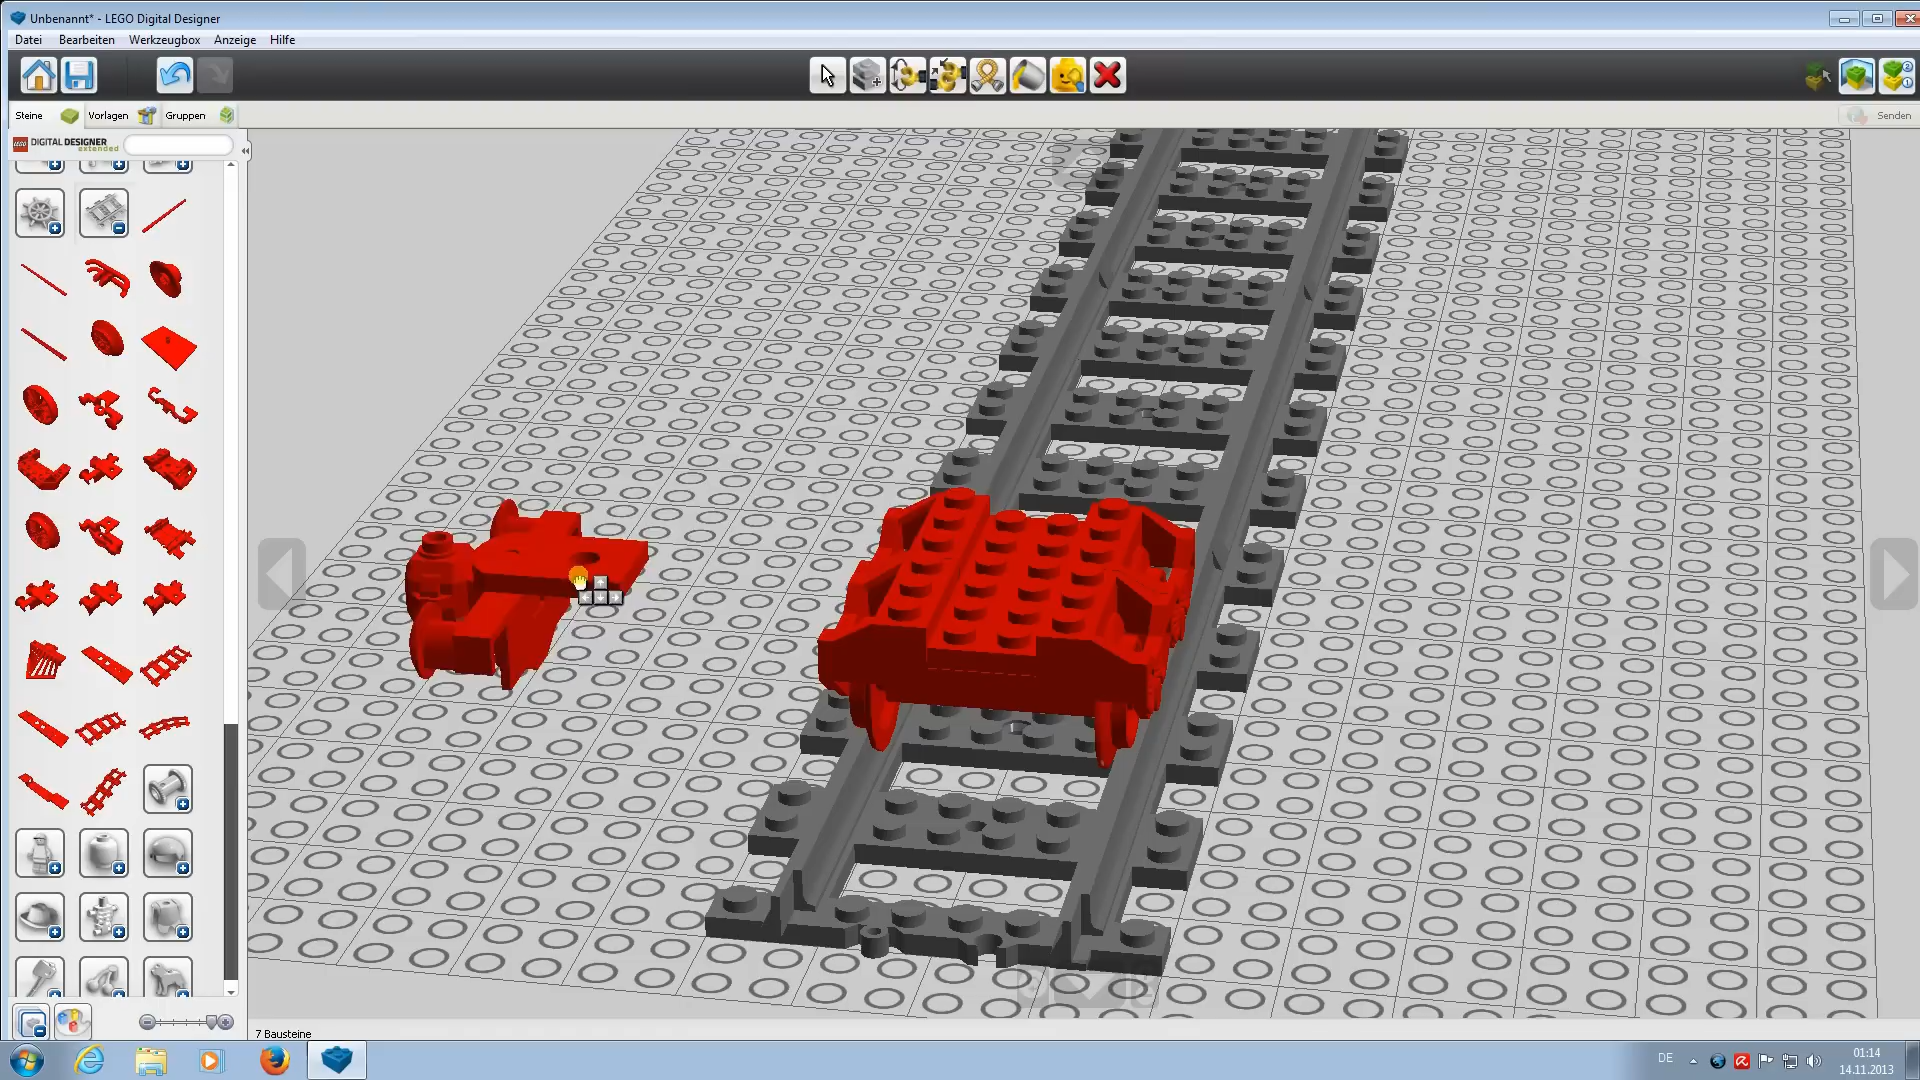 Unbenannt* - LEGO Digital Designer
Datei Bearbeiten Werkzeugbox Anzeige Hilfe
Steine Vorlagen Gruppen Senden
LEGO DIGITAL DESIGNER
extended
7 Bausteine
DE 01:14
14.11.2013